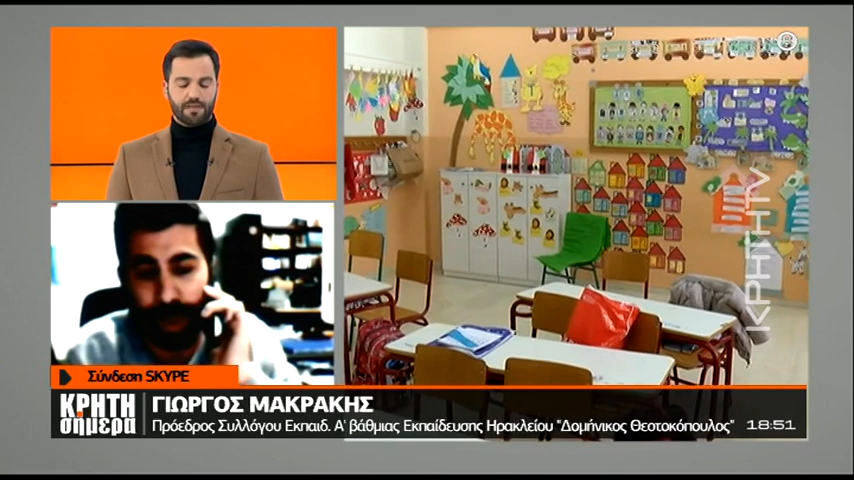 ΚΡΗΤΗ TV
Σύνδεση SKYPE
ΚΡΗΤΗ
σήμερα
ΓΙΩΡΓΟΣ ΜΑΚΡΑΚΗΣ
Πρόεδρος Συλλόγου Εκπαιδ. Α' βάθμιας Εκπαίδευσης Ηρακλείου "Δομήνικος Θεοτοκόπουλος"
18:51